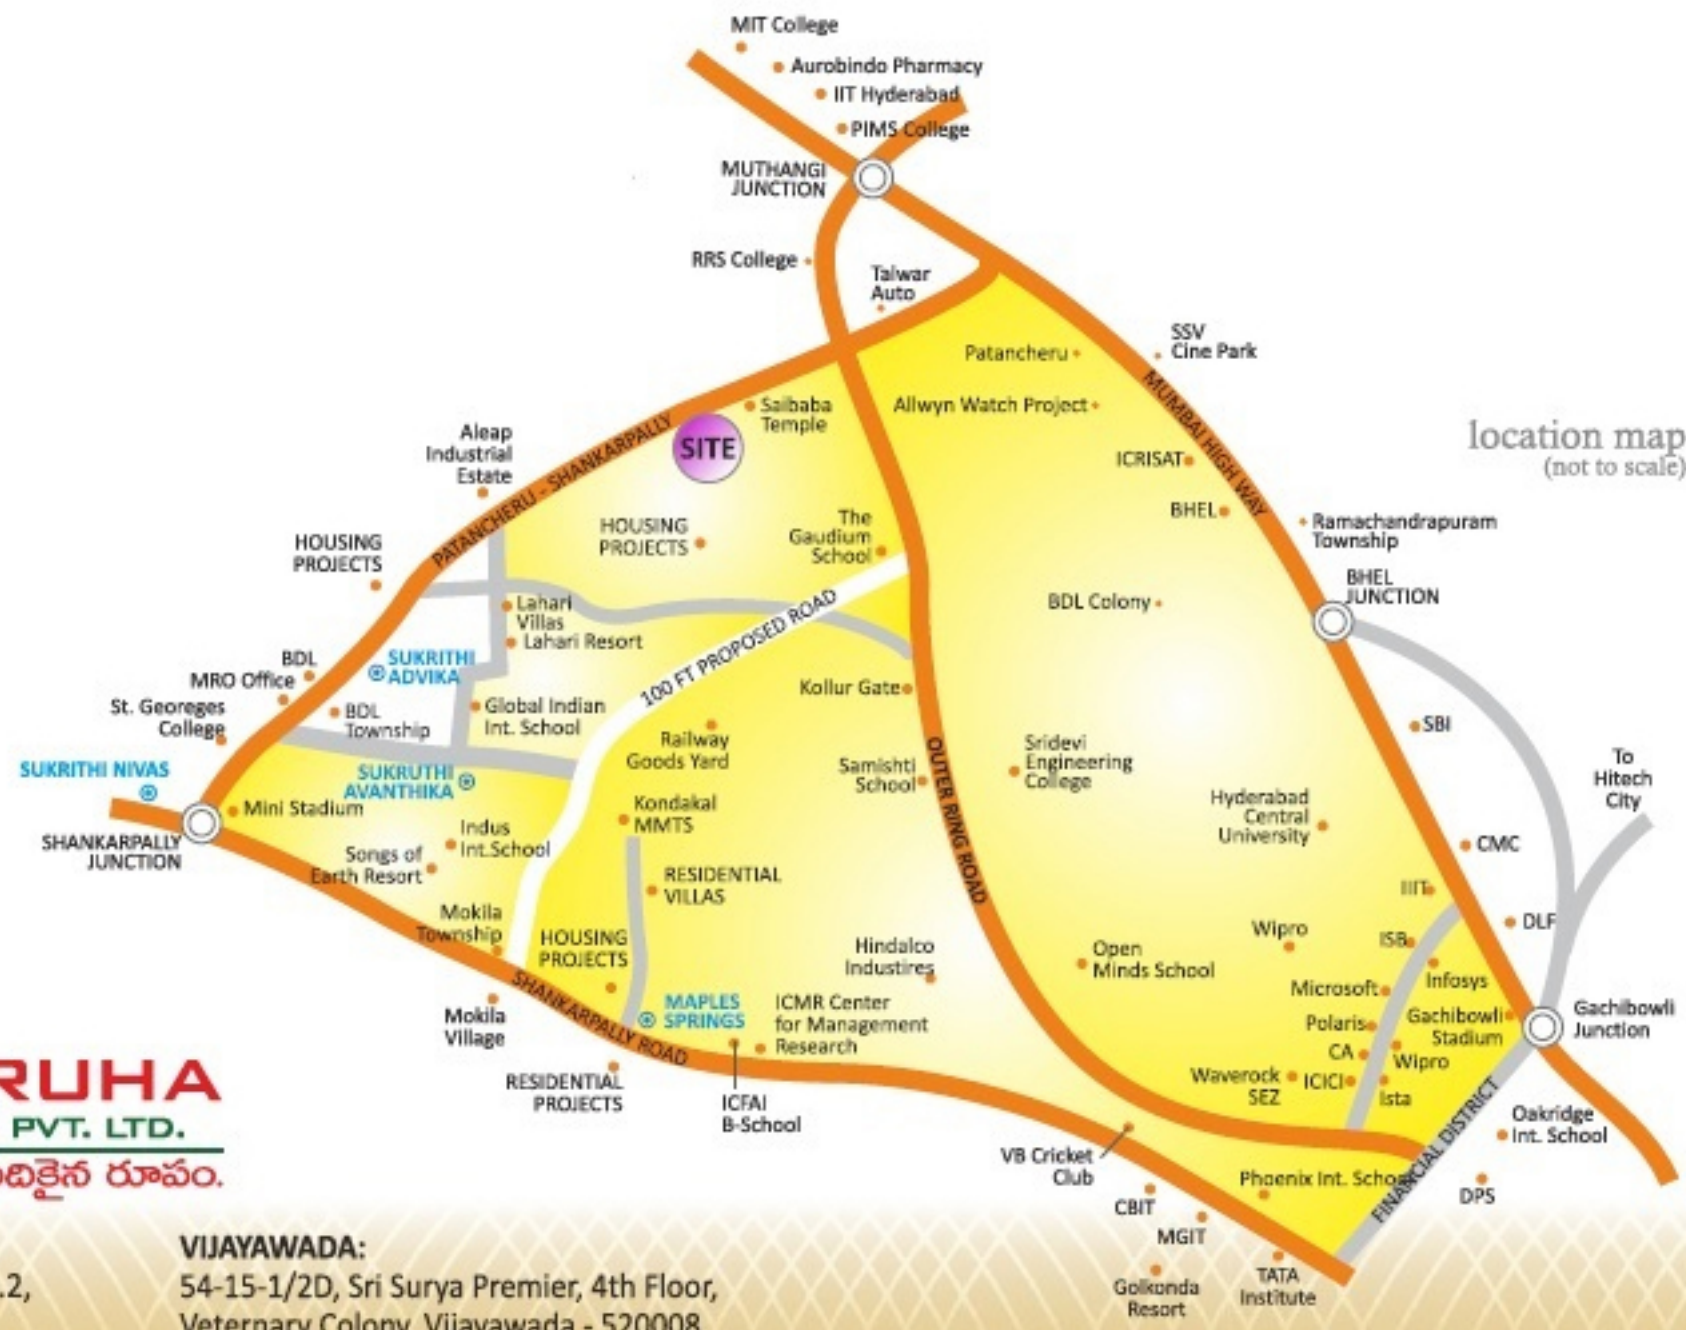 MIT College
Aurobindo Pharmacy
IIT Hyderabad
PIMS College
MUTHANGI
JUNCTION
RRS College
Talwar
Auto
SSV
Cine Park
Patancheru
Allwyn Watch Project
MUMBAI HIGH WAY
Saibaba
Temple
SITE
PATANCHERU - SHANKARPALLY
location map
(not to scale)
Aleap
Industrial
Estate
ICRISAT
BHEL
Ramachandrapuram
Township
HOUSING
PROJECTS
HOUSING
PROJECTS
The
Gaudium
School
BHEL
JUNCTION
BDL Colony
100 FT PROPOSED ROAD
Lahari
Villas
Lahari Resort
BDL
MRO Office
SUKRITHI
ADVIKA
St. Georeges
College
BDL
Township
Global Indian
Int. School
Kollur Gate
SBI
Railway
Goods Yard
OUTER RING ROAD
Sridevi
Engineering
College
To
Hitech
City
SUKRITHI NIVAS
SUKRUTHI
AVANTHIKA
Samishti
School
Mini Stadium
Kondakal
MMTS
Hyderabad
Central
University
SHANKARPALLY
JUNCTION
Indus
Int.School
Songs of
Earth Resort
CMC
RESIDENTIAL
VILLAS
IIIT
Mokila
Township
HOUSING
PROJECTS
Hindalco
Industires
Open
Minds School
Wipro
ISB
DLF
Infosys
Microsoft
SHANKARPALLY ROAD
Mokila
Village
MAPLES
SPRINGS
ICMR Center
for Management
Research
Polaris
Gachibowli
Stadium
Gachibowli
Junction
CA
Wipro
RESIDENTIAL
PROJECTS
ICFAI
B-School
Waverock
SEZ
ICICI
Ista
FINANCIAL DISTRICT
Oakridge
Int. School
VB Cricket
Club
Phoenix Int. School
DPS
CBIT
MGIT
Golkonda
Resort
TATA
Institute
RUHA
PVT. LTD.
రూపం.
.2,
VIJAYAWADA:
54-15-1/2D, Sri Surya Premier, 4th Floor,
Veternary Colony, Vijayawada - 520008